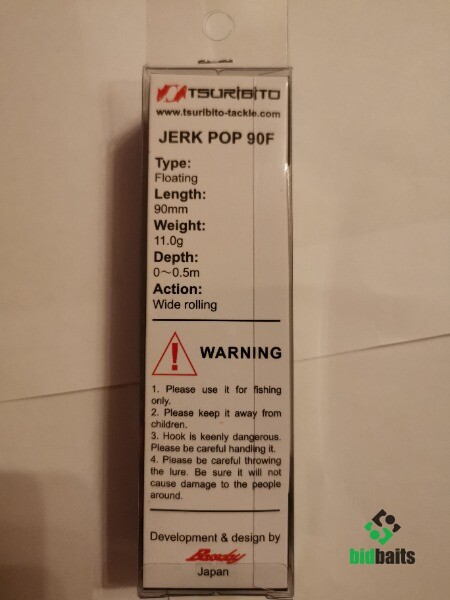 TSURIBITO
www.tsuribito-tackle.com
JERK POP 90F
Type:
Floating
Length:
90mm
Weight:
11.0g
Depth:
0～0.5m
Action:
Wide rolling
WARNING
1. Please use it for fishing
only.
2. Please keep it away from
children.
3. Hook is keenly dangerous.
Please be careful handling it.
4. Please be careful throwing
the lure. Be sure it will not
cause damage to the people
around.
Development & design by
Japan
bidbaits